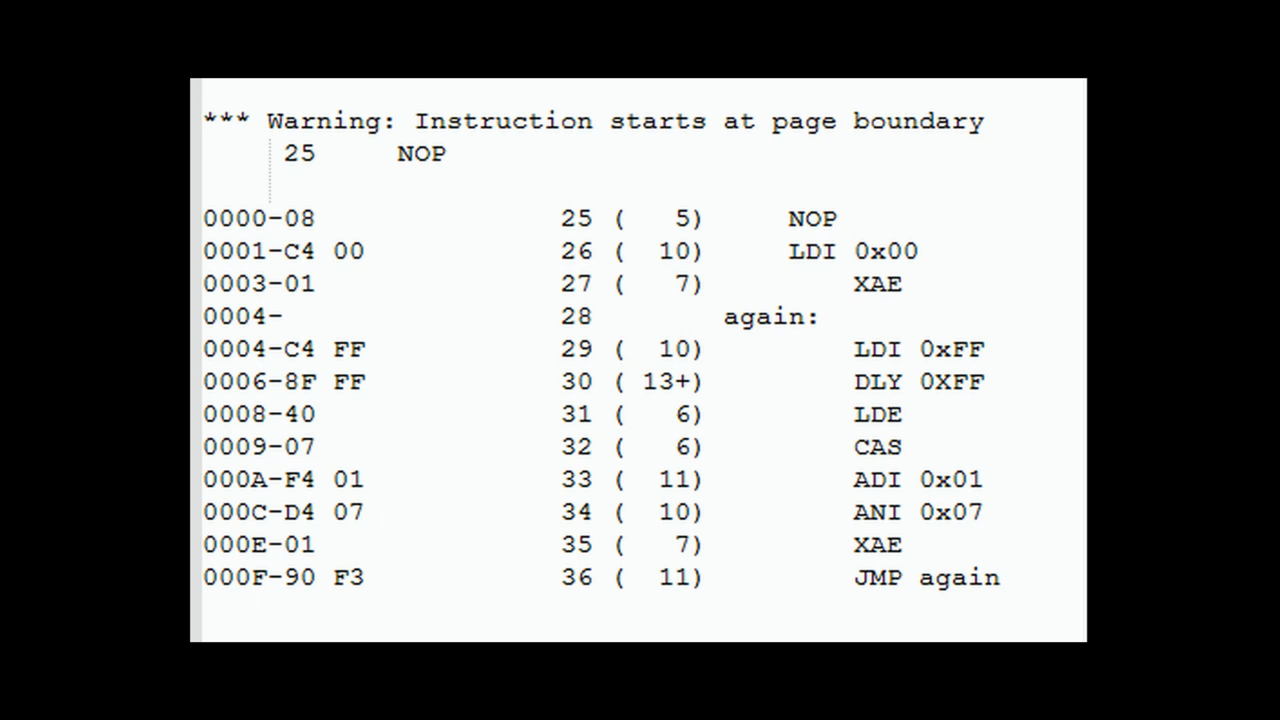 *** Warning: Instruction starts at page boundary
25 NOP
0000-08 25 ( 5) NOP
0001-C4 00 26 ( 10) LDI 0x00
0003-01 27 ( 7) XAE
0004- 28 again:
0004-C4 FF 29 ( 10) LDI 0xFF
0006-8F FF 30 ( 13+) DLY 0XFF
0008-40 31 ( 6) LDE
0009-07 32 ( 6) CAS
000A-F4 01 33 ( 11) ADI 0x01
000C-D4 07 34 ( 10) ANI 0x07
000E-01 35 ( 7) XAE
000F-90 F3 36 ( 11) JMP again